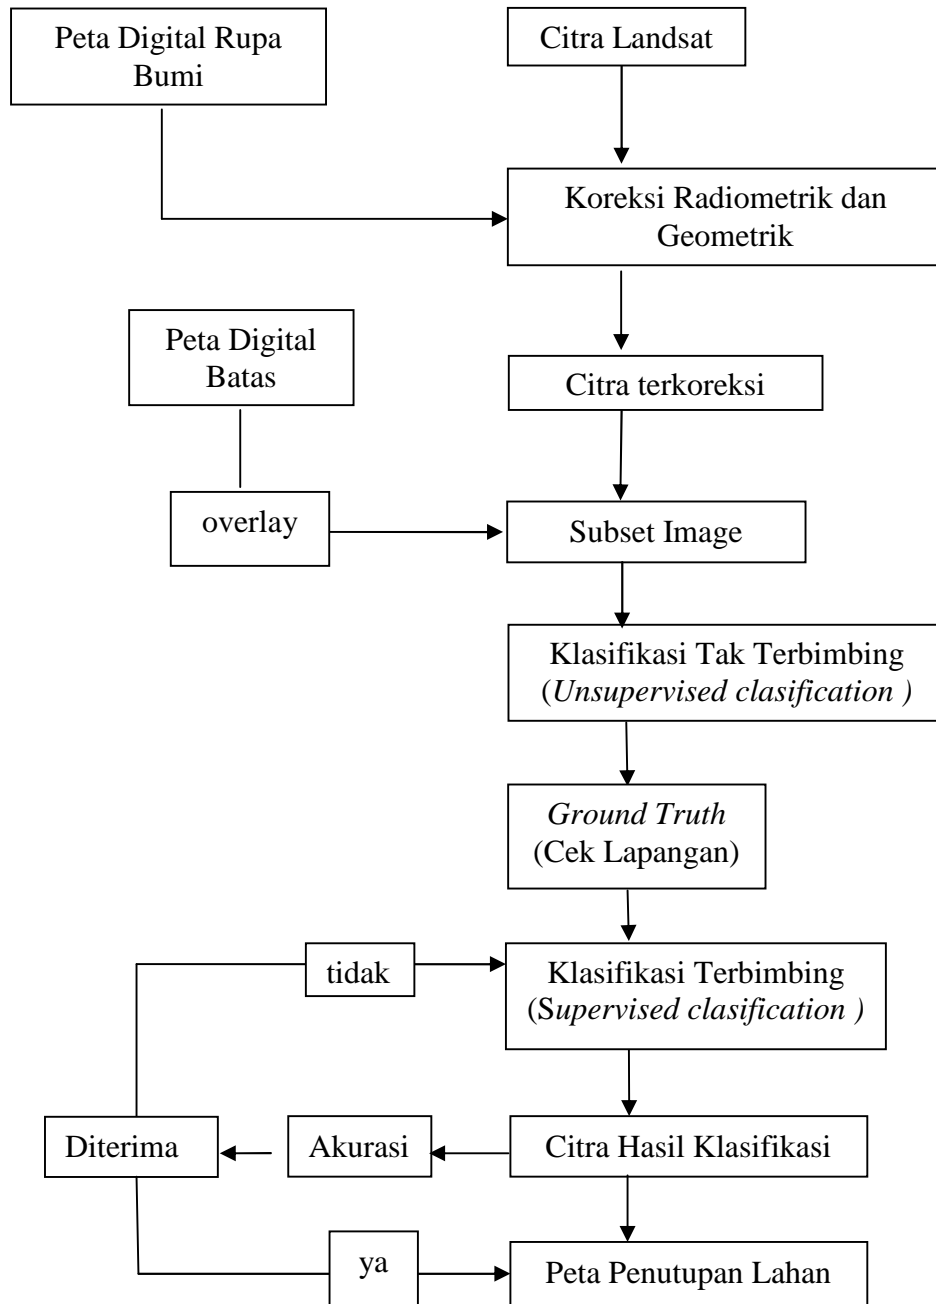 Peta Digital Rupa
Bumi
Citra Landsat
Koreksi Radiometrik dan
Geometrik
Peta Digital
Batas
Citra terkoreksi
overlay
Subset Image
Klasifikasi Tak Terbimbing
(Unsupervised clasification )
Ground Truth
(Cek Lapangan)
tidak
Klasifikasi Terbimbing
(Supervised clasification )
Diterima
Akurasi
Citra Hasil Klasifikasi
ya
Peta Penutupan Lahan